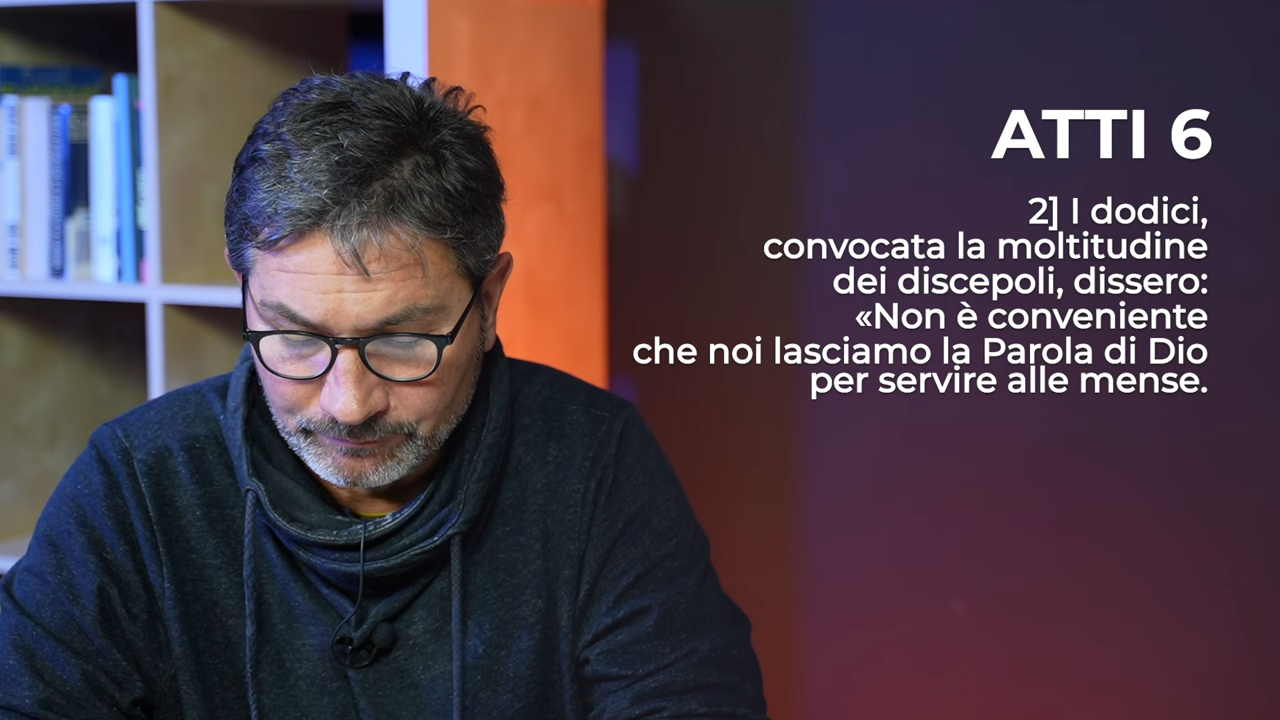 ATTI 6
2] I dodici,
convocata la moltitudine
dei discepoli, dissero:
«Non è conveniente
che noi lasciamo la Parola di Dio
per servire alle mense.